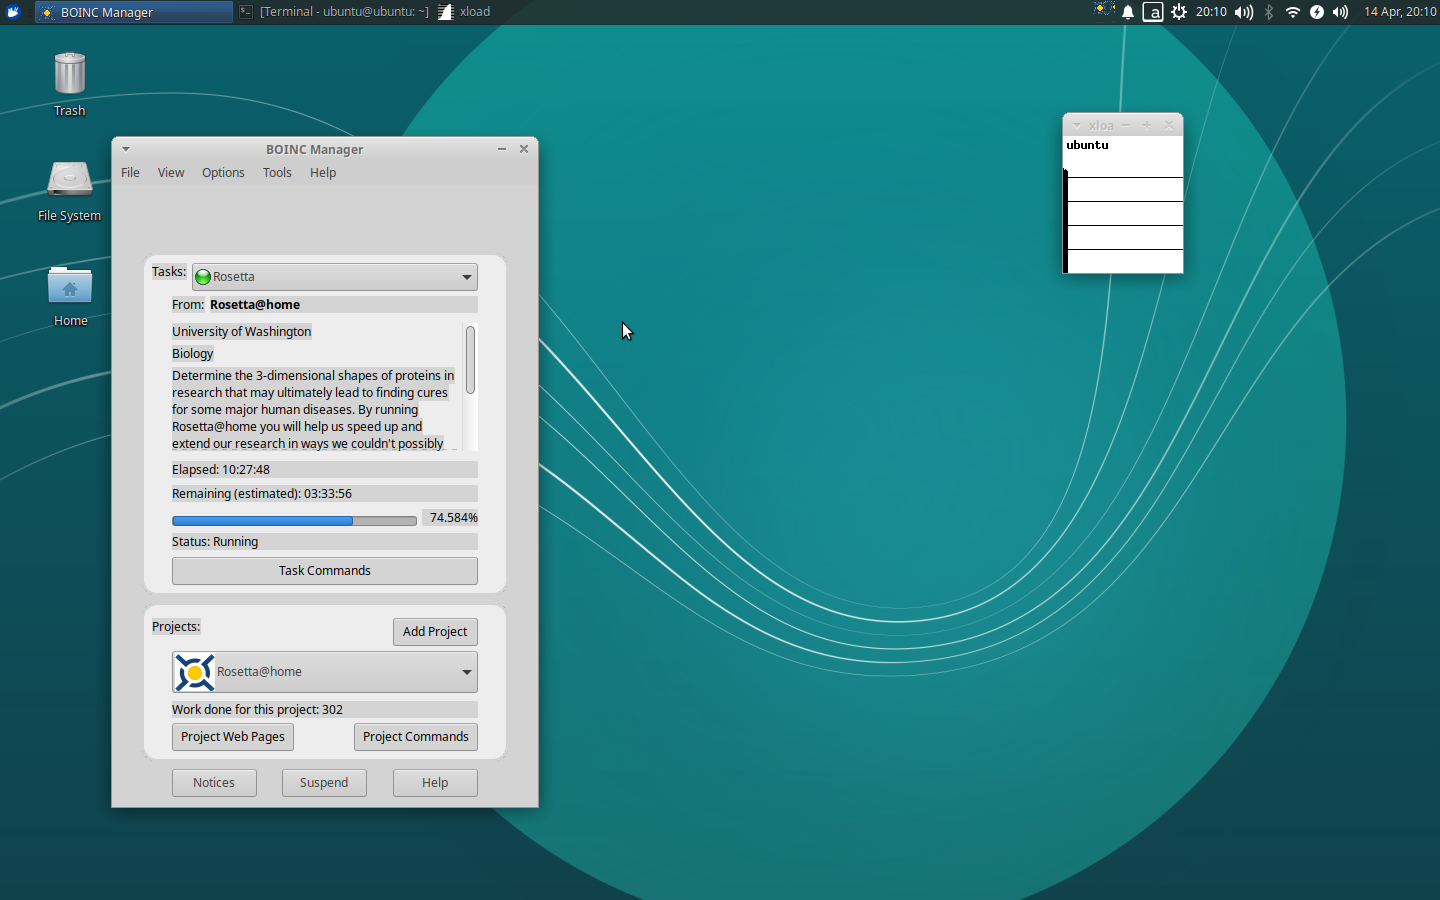 BOINC Manager
[Terminal - ubuntu@ubuntu: ~]
xload
a
20:10
14 Apr, 20:10
Trash
File System
Home
BOINC Manager
File View Options Tools Help
Tasks: Rosetta
From: Rosetta@home
University of Washington
Biology
Determine the 3-dimensional shapes of proteins in
research that may ultimately lead to finding cures
for some major human diseases. By running
Rosetta@home you will help us speed up and
extend our research in ways we couldn't possibly
Elapsed: 10:27:48
Remaining (estimated): 03:33:56
74.584%
Status: Running
Task Commands
Projects:
Add Project
Rosetta@home
Work done for this project: 302
Project Web Pages
Project Commands
Notices
Suspend
Help
xloa
ubuntu